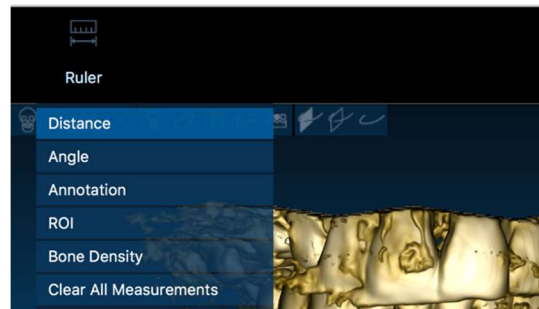 Ruler
Distance
Angle
Annotation
ROI
Bone Density
Clear All Measurements